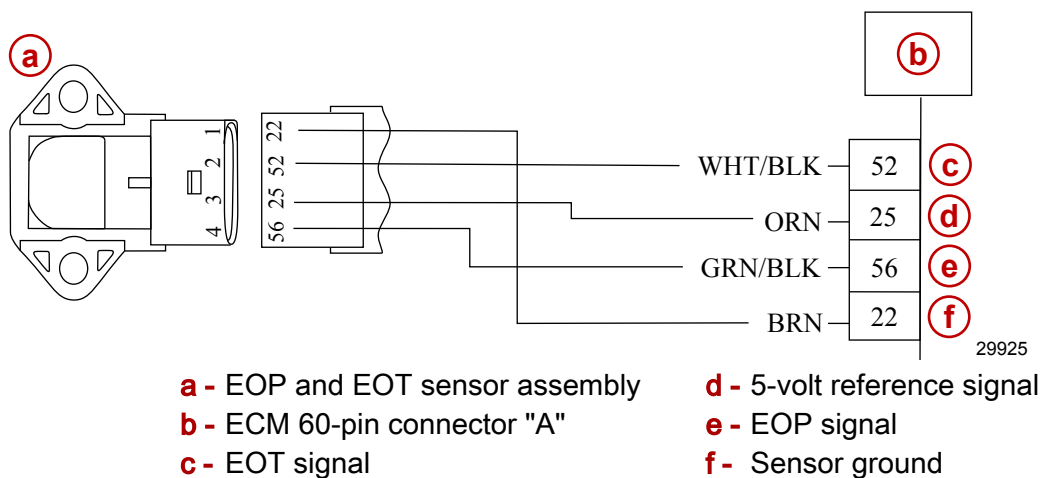 a
b
1
2
3
4
22
52
25
56
WHT/BLK
52
c
ORN
25
d
GRN/BLK
56
e
BRN
22
f
29925
a - EOP and EOT sensor assembly
b - ECM 60-pin connector "A"
c - EOT signal
d - 5-volt reference signal
e - EOP signal
f - Sensor ground